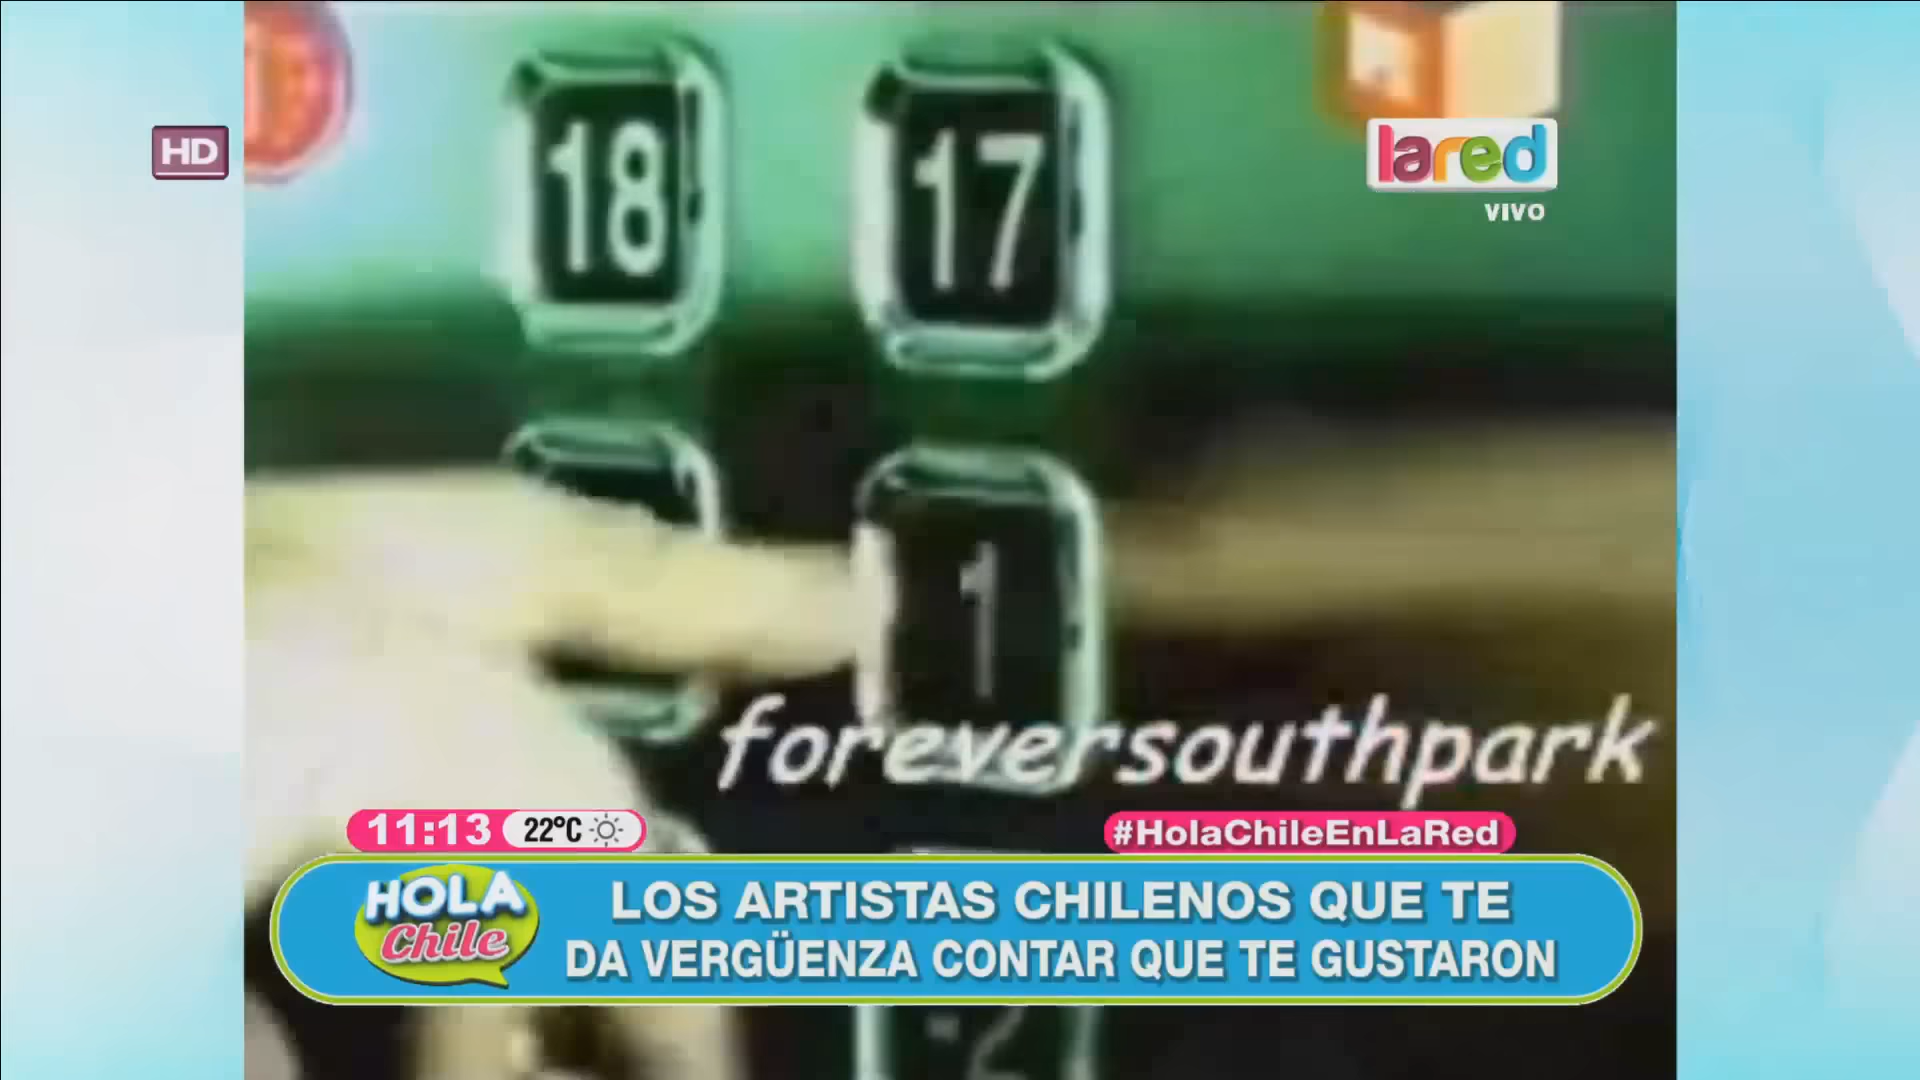 HD
18
17
lared
VIVO
1
foreversouthpark
11:13 22°C
#HolaChileEnLaRed
HOLA
Chile
LOS ARTISTAS CHILENOS QUE TE
DA VERGÜENZA CONTAR QUE TE GUSTARON
2